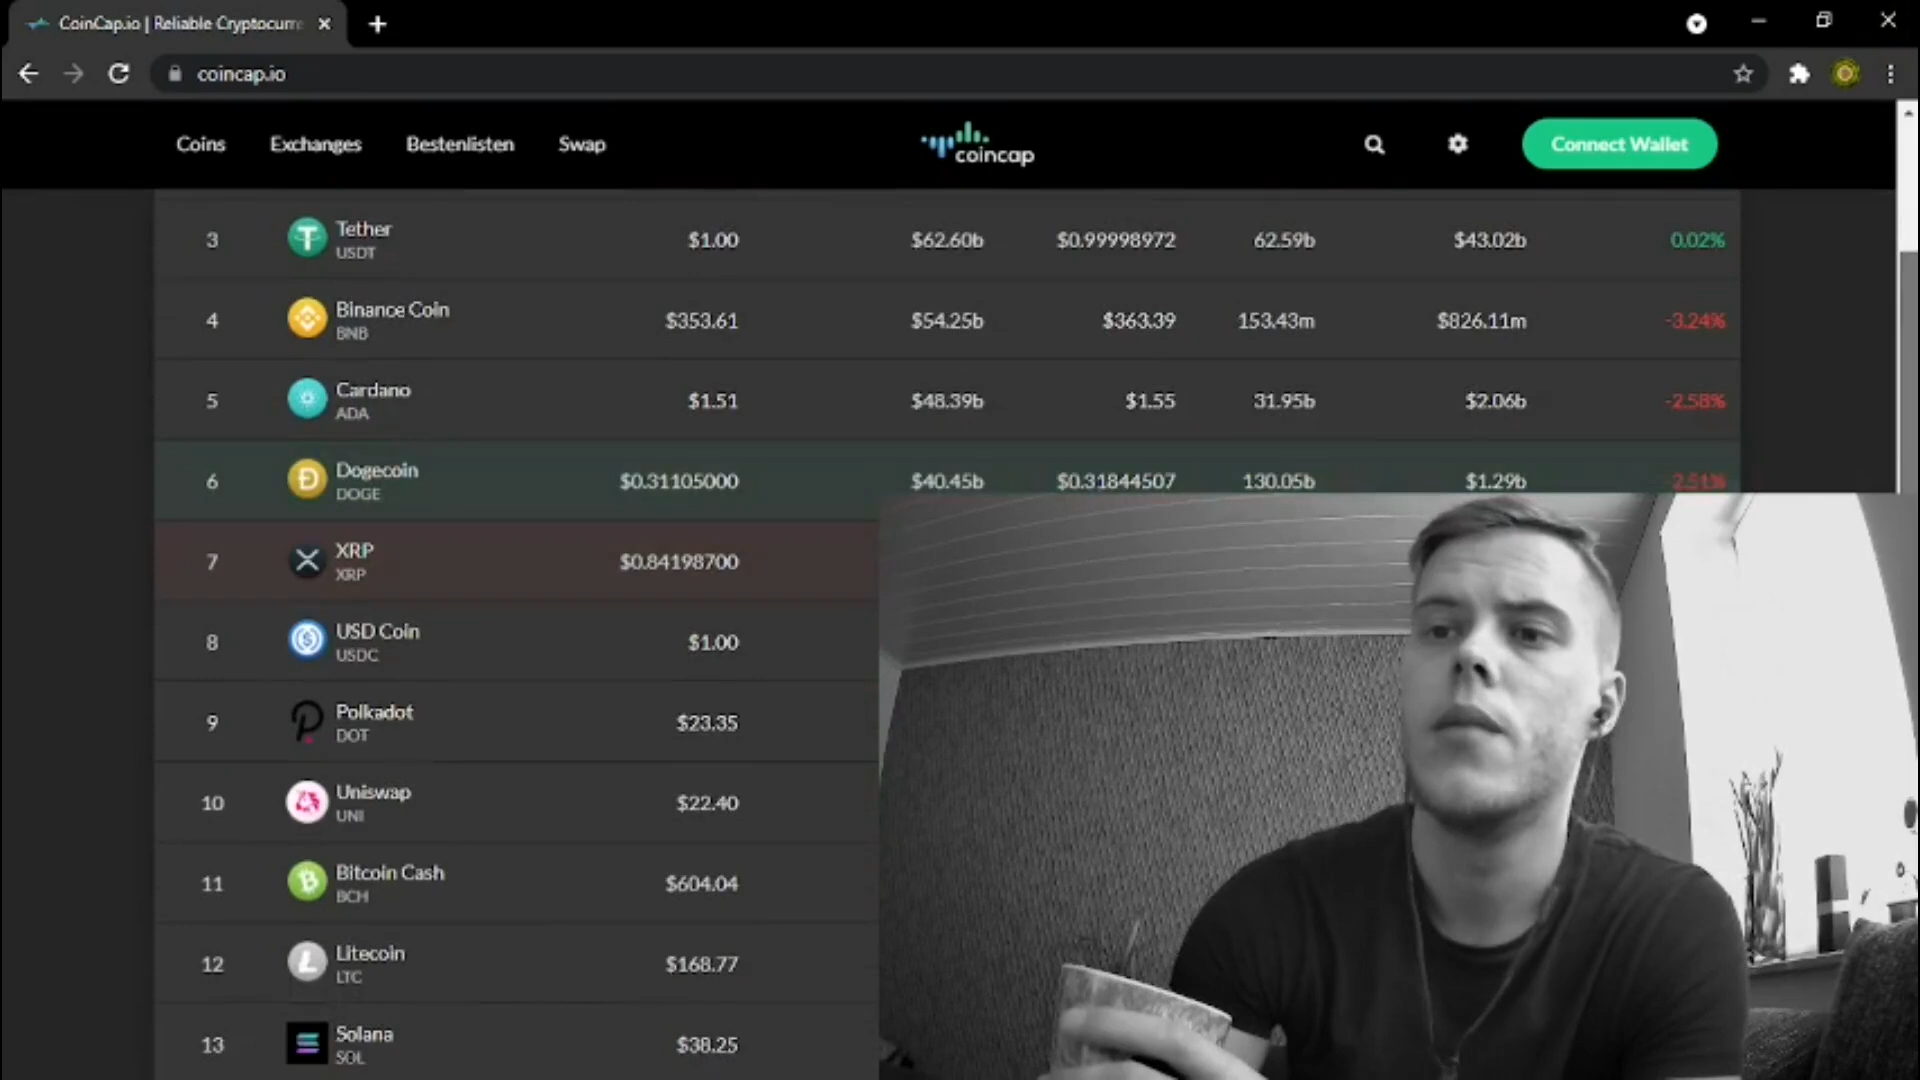 CoinCap.io | Reliable Cryptocurr
coincap.io
Coins Exchanges Bestenlisten Swap coincap Connect Wallet
3 Tether $1.00 $62.60b $0.99998972 62.59b $43.02b 0.02%
USDT
4 Binance Coin $353.61 $54.25b $363.39 153.43m $826.11m -3.24%
BNB
5 Cardano $1.51 $48.39b $1.55 31.95b $2.06b -2.58%
ADA
6 Dogecoin $0.31105000 $40.45b $0.31844507 130.05b $1.29b -2.51%
DOGE
7 XRP $0.84198700
XRP
8 USD Coin $1.00
USDC
9 Polkadot $23.35
DOT
10 Uniswap $22.40
UNI
11 Bitcoin Cash $604.04
BCH
12 Litecoin $168.77
LTC
13 Solana $38.25
SOL